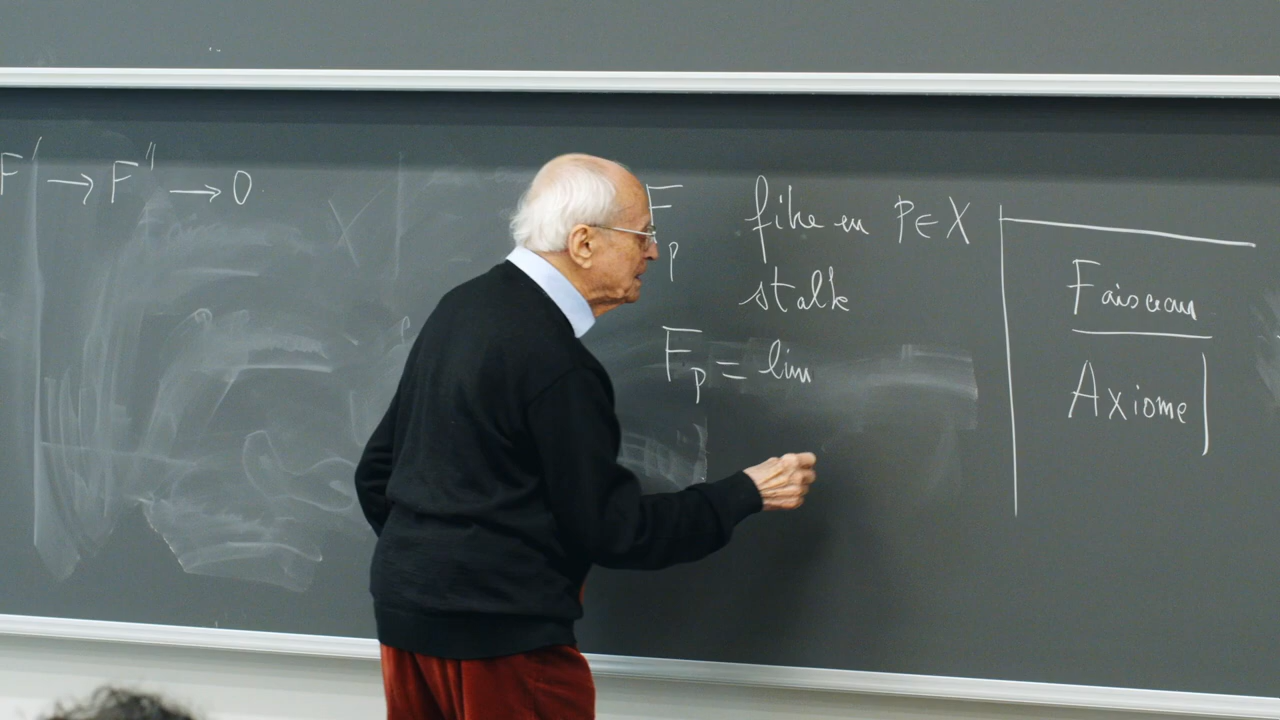 F' → F'' → 0
F_p fibre en p∈X
stalk
F_p = lim
Faisceau
Axiome